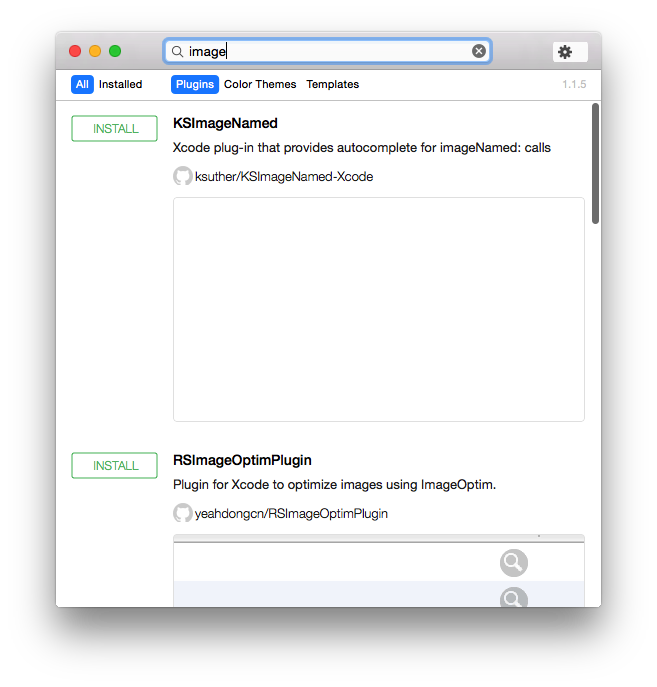 image
All Installed Plugins Color Themes Templates 1.1.5
INSTALL KSImageNamed
Xcode plug-in that provides autocomplete for imageNamed: calls
ksuther/KSImageNamed-Xcode
INSTALL RSImageOptimPlugin
Plugin for Xcode to optimize images using ImageOptim.
yeahdongcn/RSImageOptimPlugin